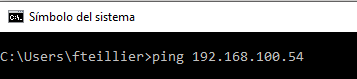 Símbolo del sistema
C:\Users\fteillier>ping 192.168.100.54